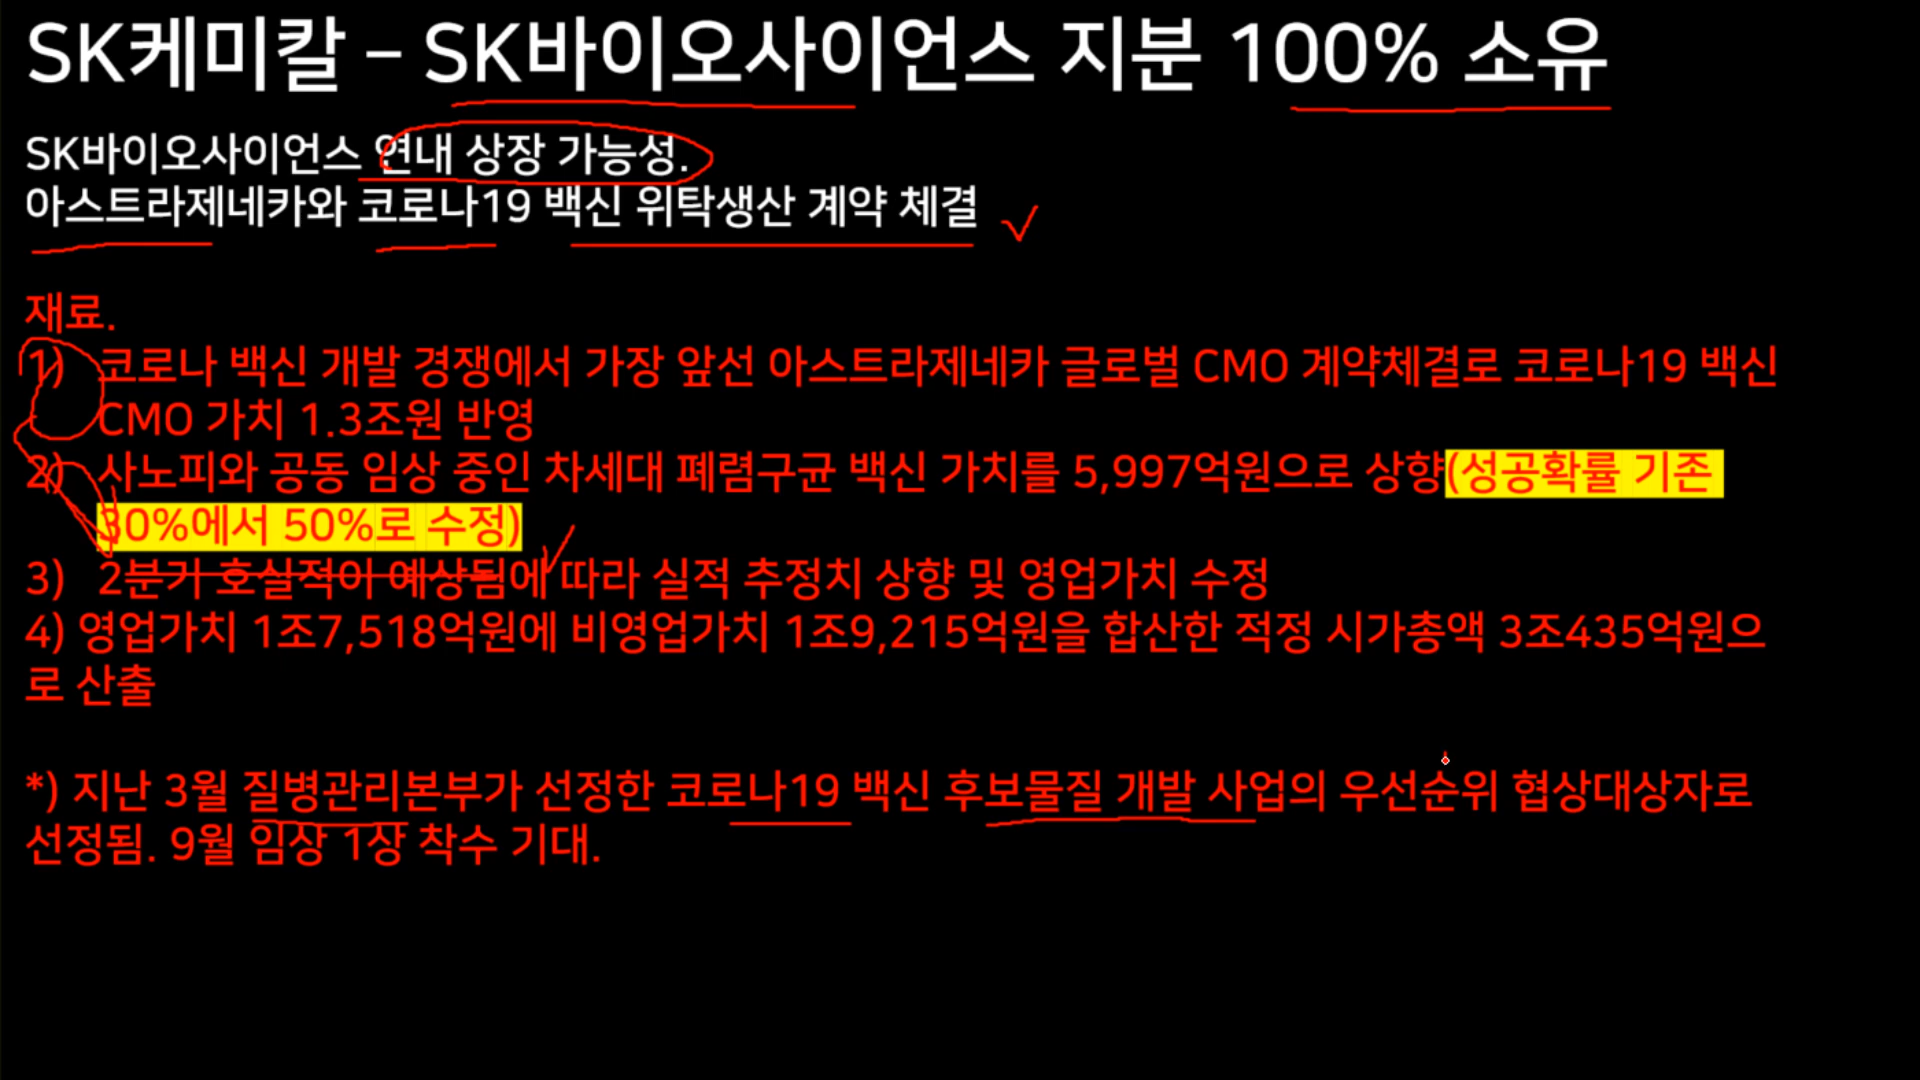 SK케미칼 – SK바이오사이언스 지분 100% 소유
SK바이오사이언스 연내 상장 가능성.
아스트라제네카와 코로나19 백신 위탁생산 계약 체결
재료.
1) 코로나 백신 개발 경쟁에서 가장 앞선 아스트라제네카 글로벌 CMO 계약체결로 코로나19 백신
CMO 가치 1.3조원 반영
2) 사노피와 공동 임상 중인 차세대 폐렴구균 백신 가치를 5,997억원으로 상향(성공확률 기존
30%에서 50%로 수정)
3) 2분기 호실적이 예상됨에 따라 실적 추정치 상향 및 영업가치 수정
4) 영업가치 1조7,518억원에 비영업가치 1조9,215억원을 합산한 적정 시가총액 3조435억원으
로 산출
*) 지난 3월 질병관리본부가 선정한 코로나19 백신 후보물질 개발 사업의 우선순위 협상대상자로
선정됨. 9월 임상 1상 착수 기대.